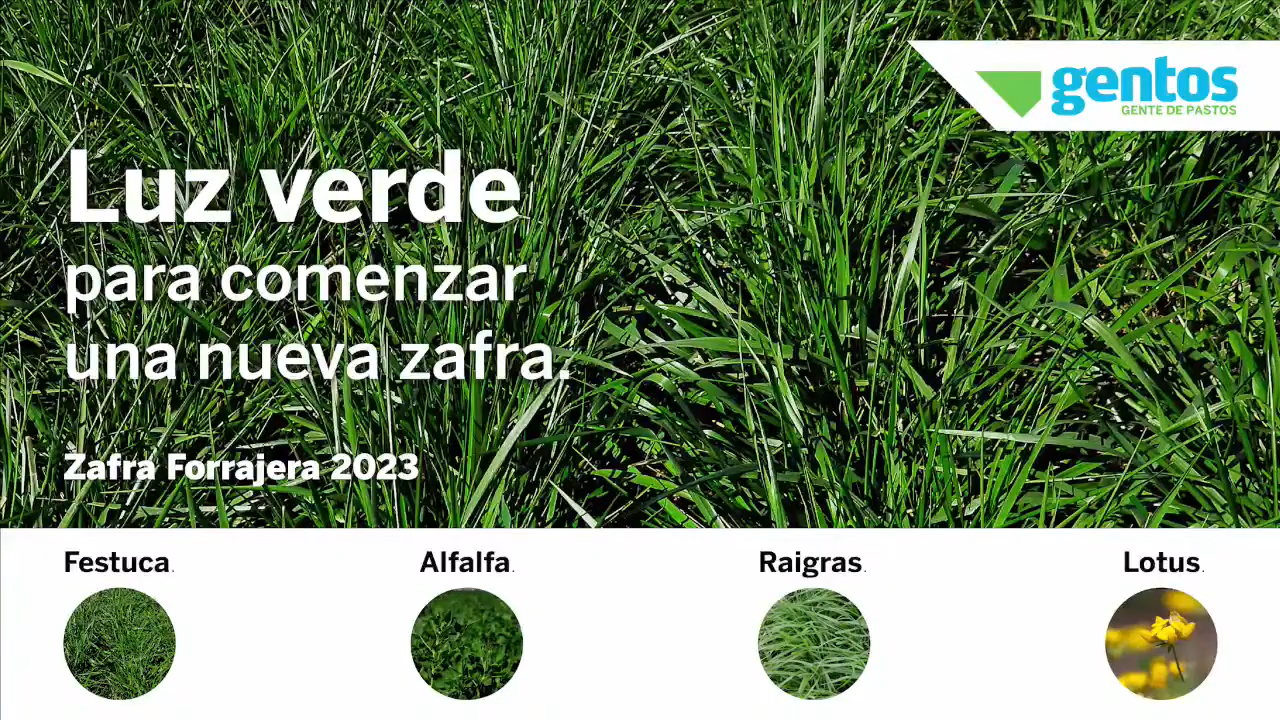 gentos
GENTE DE PASTOS
Luz verde
para comenzar
una nueva zafra.
Zafra Forrajera 2023
Festuca.
Alfalfa.
Raigras.
Lotus.